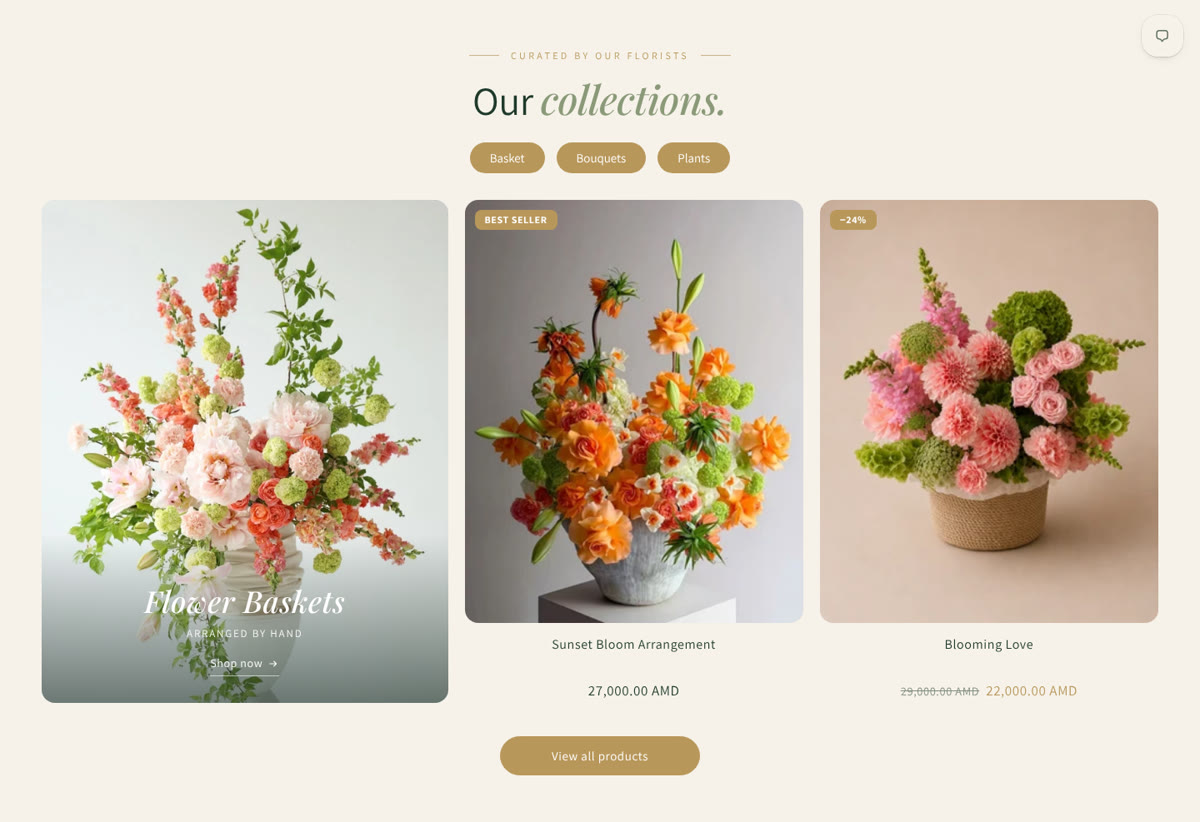 CURATED BY OUR FLORISTS
Our collections.
Basket
Bouquets
Plants
Flower Baskets
ARRANGED BY HAND
Shop now →
BEST SELLER
Sunset Bloom Arrangement
27,000.00 AMD
−24%
Blooming Love
29,000.00 AMD 22,000.00 AMD
View all products